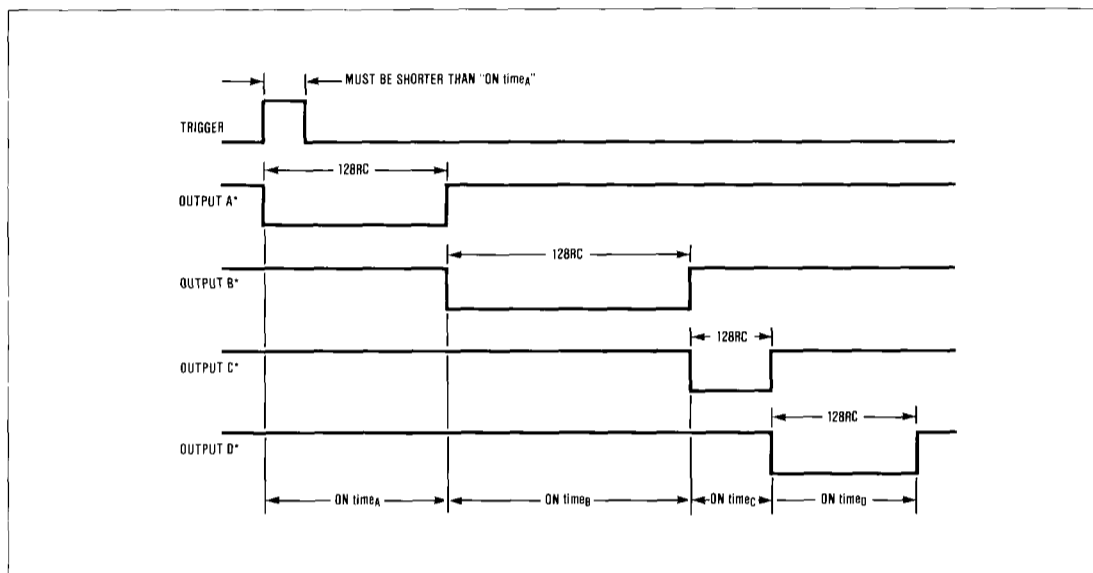 MUST BE SHORTER THAN "ON timeA"
TRIGGER
128RC
OUTPUT A*
128RC
OUTPUT B*
128RC
OUTPUT C*
128RC
OUTPUT D*
ON timeA
ON timeB
ON timeC
ON timeD